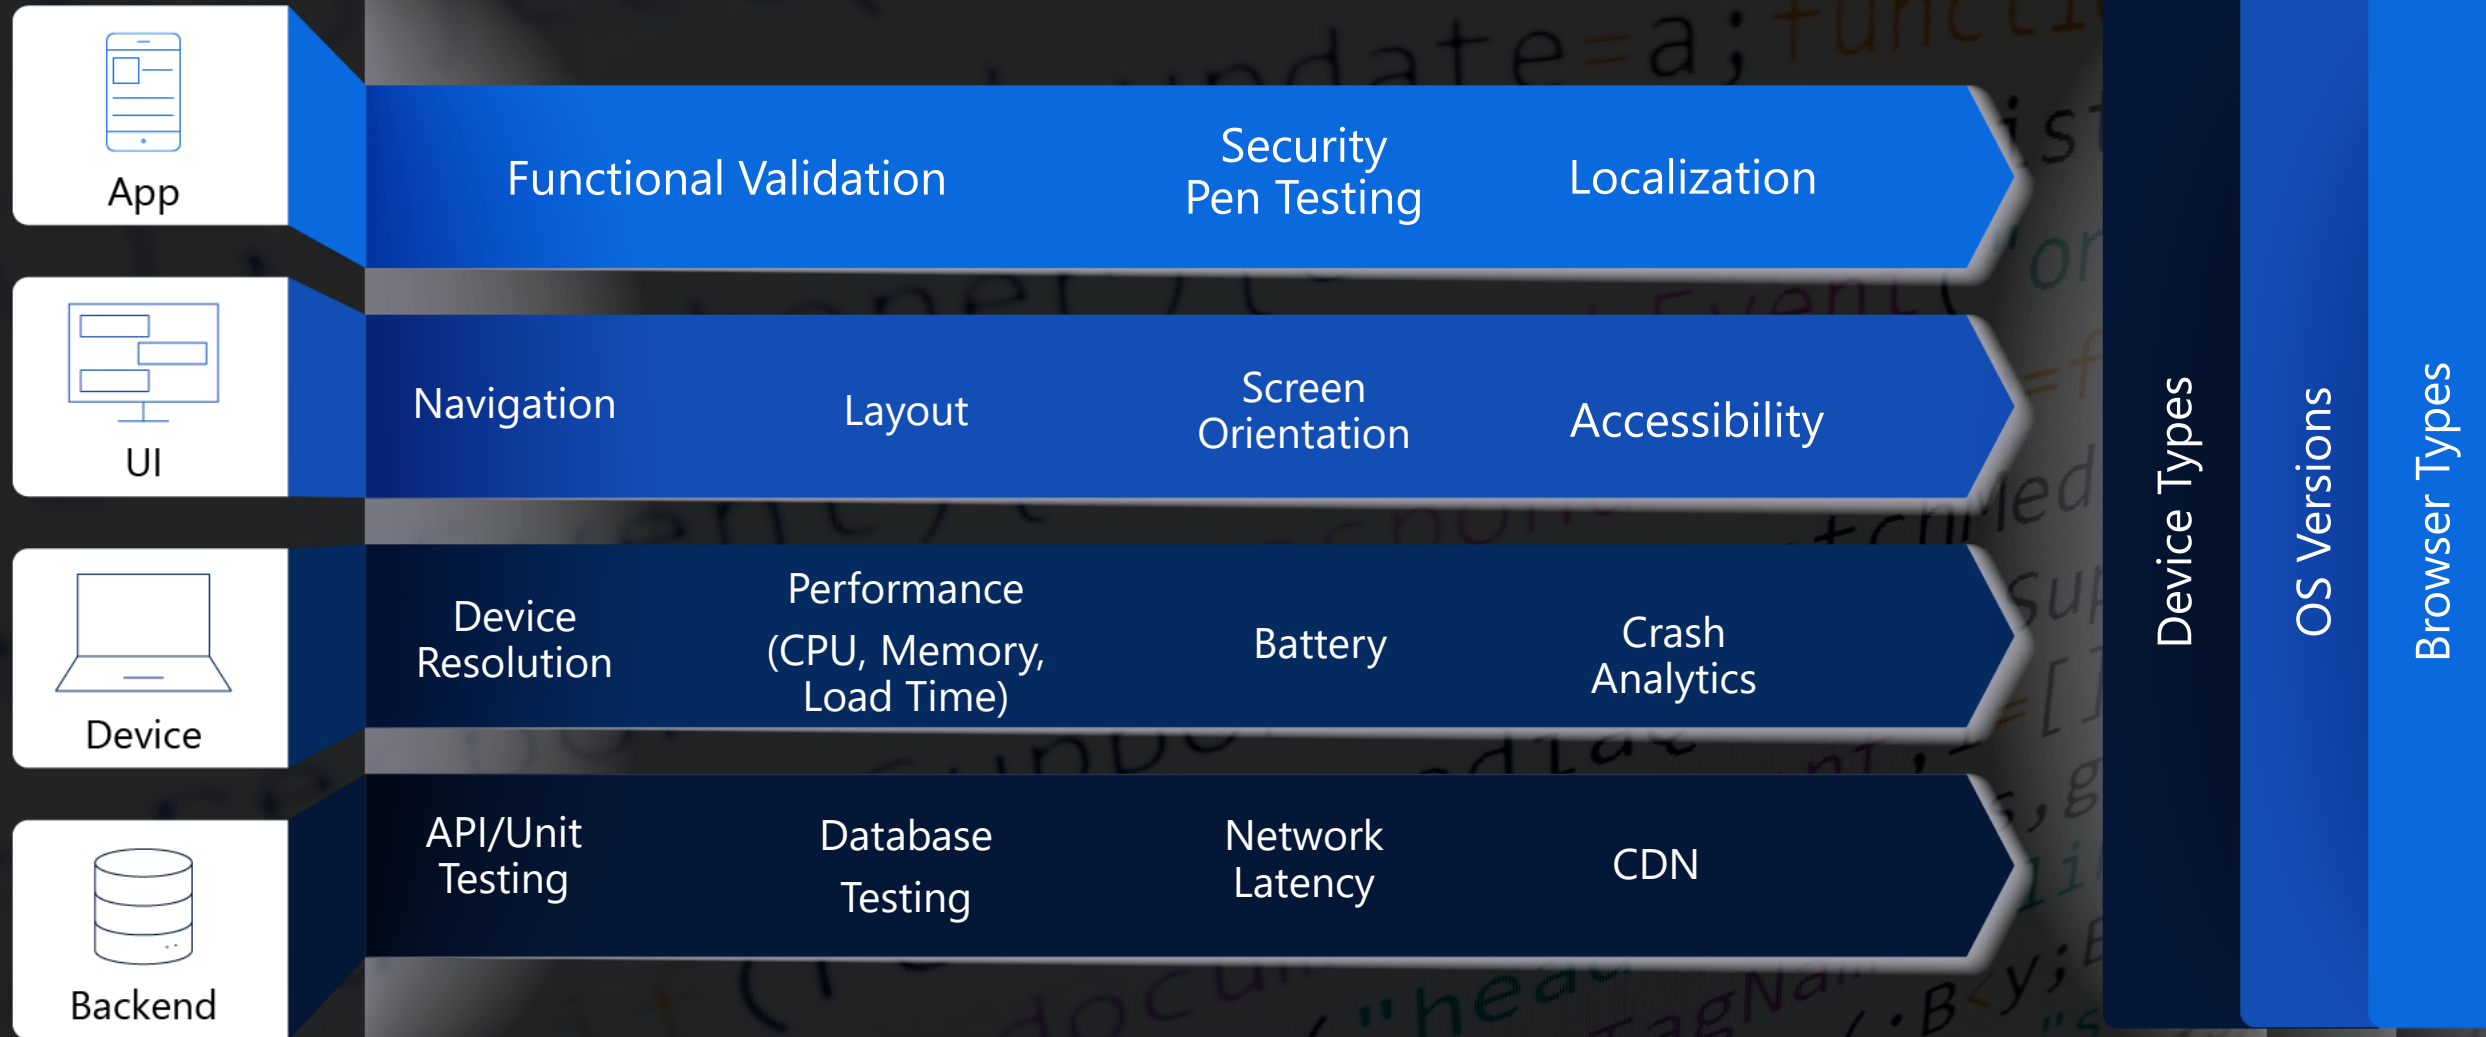 App
Functional Validation
Security
Pen Testing
Localization
UI
Navigation
Layout
Screen
Orientation
Accessibility
Device
Device
Resolution
Performance
(CPU, Memory,
Load Time)
Battery
Crash
Analytics
Backend
API/Unit
Testing
Database
Testing
Network
Latency
CDN
Device Types
OS Versions
Browser Types
update=a;functi